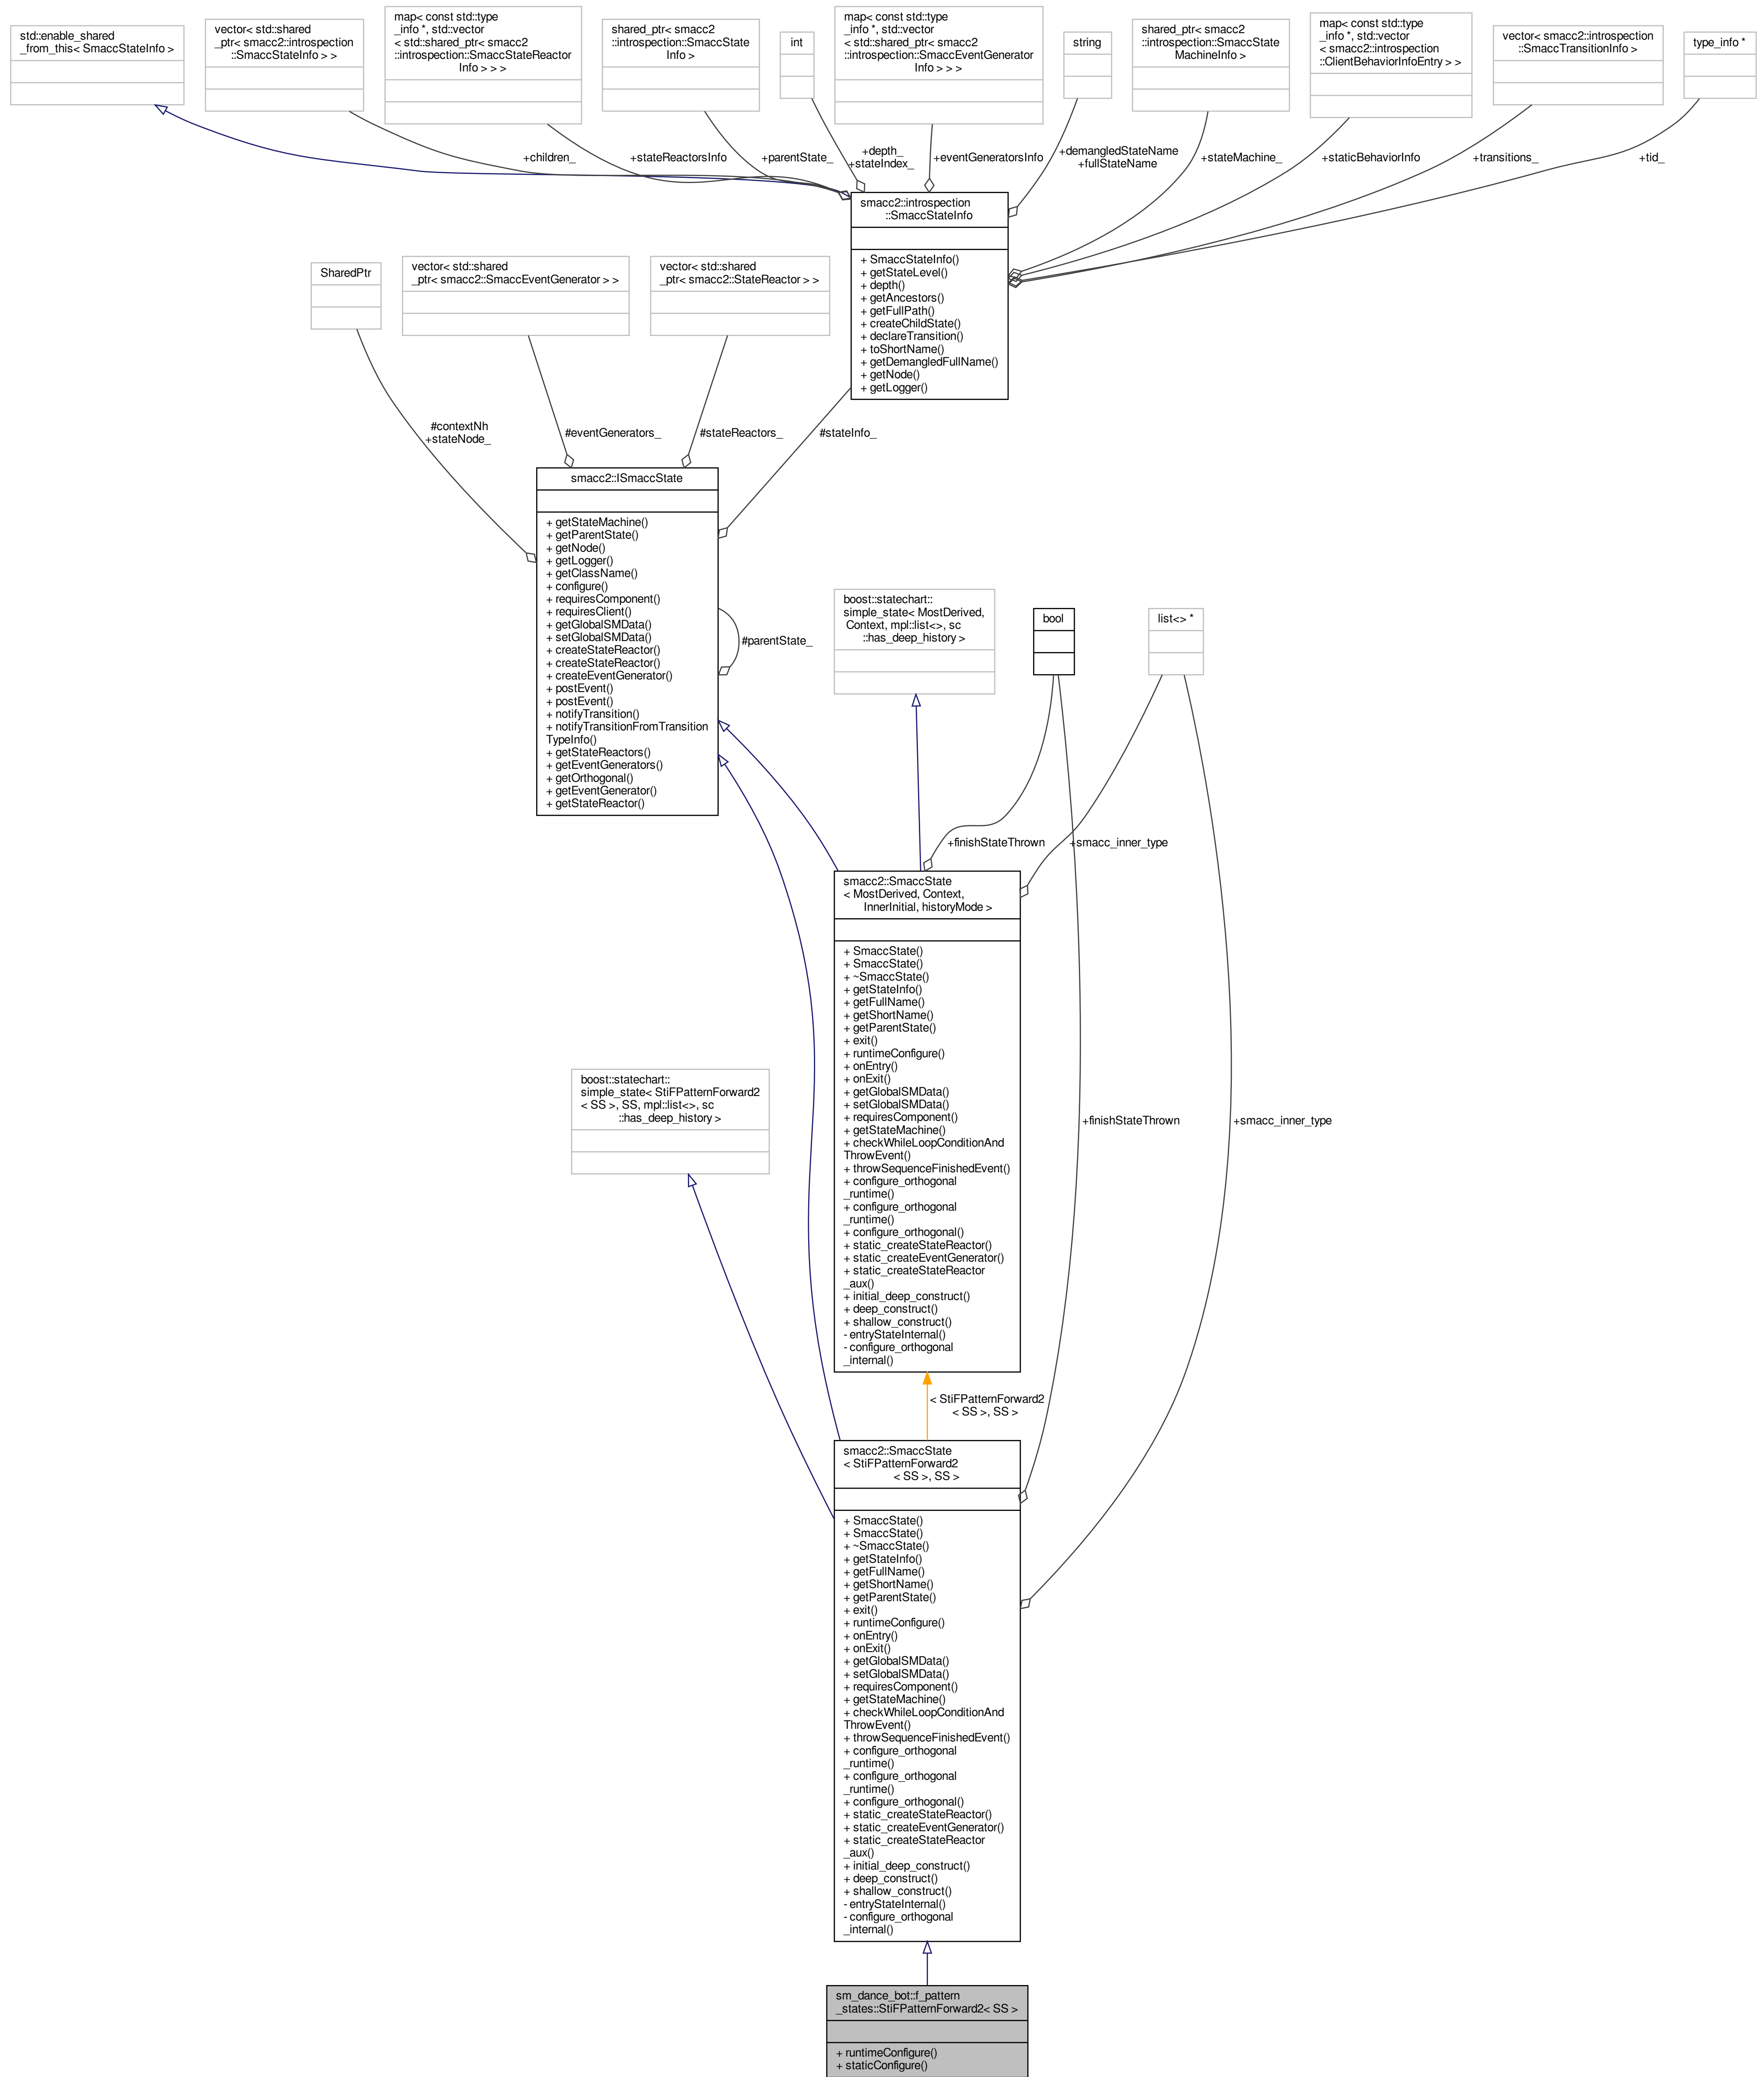 std::enable_shared
_from_this< SmaccStateInfo >
vector< std::shared
_ptr< smacc2::introspection
::SmaccStateInfo > >
map< const std::type
_info *, std::vector
< std::shared_ptr< smacc2
::introspection::SmaccStateReactor
Info > > >
shared_ptr< smacc2
::introspection::SmaccState
Info >
int
map< const std::type
_info *, std::vector
< std::shared_ptr< smacc2
::introspection::SmaccEventGenerator
Info > > >
string
shared_ptr< smacc2
::introspection::SmaccState
MachineInfo >
map< const std::type
_info *, std::vector
< smacc2::introspection
::ClientBehaviorInfoEntry > >
vector< smacc2::introspection
::SmaccTransitionInfo >
type_info *
+children_
+stateReactorsInfo
+parentState_
+depth_
+stateIndex_
+eventGeneratorsInfo
+demangledStateName
+fullStateName
+stateMachine_
+staticBehaviorInfo
+transitions_
+tid_
smacc2::introspection
::SmaccStateInfo
+ SmaccStateInfo()
+ getStateLevel()
+ depth()
+ getAncestors()
+ getFullPath()
+ createChildState()
+ declareTransition()
+ toShortName()
+ getDemangledFullName()
+ getNode()
+ getLogger()
SharedPtr
vector< std::shared
_ptr< smacc2::SmaccEventGenerator > >
vector< std::shared
_ptr< smacc2::StateReactor > >
#contextNh
+stateNode_
#eventGenerators_
#stateReactors_
#stateInfo_
smacc2::ISmaccState
+ getStateMachine()
+ getParentState()
+ getNode()
+ getLogger()
+ getClassName()
+ configure()
+ requiresComponent()
+ requiresClient()
+ getGlobalSMData()
+ setGlobalSMData()
+ createStateReactor()
+ createStateReactor()
+ createEventGenerator()
+ postEvent()
+ postEvent()
+ notifyTransition()
+ notifyTransitionFromTransition
TypeInfo()
+ getStateReactors()
+ getEventGenerators()
+ getOrthogonal()
+ getEventGenerator()
+ getStateReactor()
#parentState_
boost::statechart::
simple_state< MostDerived,
Context, mpl::list<>, sc
::has_deep_history >
bool
list<> *
+finishStateThrown
+smacc_inner_type
smacc2::SmaccState
< MostDerived, Context,
InnerInitial, historyMode >
+ SmaccState()
+ SmaccState()
+ ~SmaccState()
+ getStateInfo()
+ getFullName()
+ getShortName()
+ getParentState()
+ exit()
+ runtimeConfigure()
+ onEntry()
+ onExit()
+ getGlobalSMData()
+ setGlobalSMData()
+ requiresComponent()
+ getStateMachine()
+ checkWhileLoopConditionAnd
ThrowEvent()
+ throwSequenceFinishedEvent()
+ configure_orthogonal
_runtime()
+ configure_orthogonal
_runtime()
+ configure_orthogonal()
+ static_createStateReactor()
+ static_createEventGenerator()
+ static_createStateReactor
_aux()
+ initial_deep_construct()
+ deep_construct()
+ shallow_construct()
- entryStateInternal()
- configure_orthogonal
_internal()
boost::statechart::
simple_state< StiFPatternForward2
< SS >, SS, mpl::list<>, sc
::has_deep_history >
+finishStateThrown
+smacc_inner_type
< StiFPatternForward2
< SS >, SS >
smacc2::SmaccState
< StiFPatternForward2
< SS >, SS >
+ SmaccState()
+ SmaccState()
+ ~SmaccState()
+ getStateInfo()
+ getFullName()
+ getShortName()
+ getParentState()
+ exit()
+ runtimeConfigure()
+ onEntry()
+ onExit()
+ getGlobalSMData()
+ setGlobalSMData()
+ requiresComponent()
+ getStateMachine()
+ checkWhileLoopConditionAnd
ThrowEvent()
+ throwSequenceFinishedEvent()
+ configure_orthogonal
_runtime()
+ configure_orthogonal
_runtime()
+ configure_orthogonal()
+ static_createStateReactor()
+ static_createEventGenerator()
+ static_createStateReactor
_aux()
+ initial_deep_construct()
+ deep_construct()
+ shallow_construct()
- entryStateInternal()
- configure_orthogonal
_internal()
sm_dance_bot::f_pattern
_states::StiFPatternForward2< SS >
+ runtimeConfigure()
+ staticConfigure()